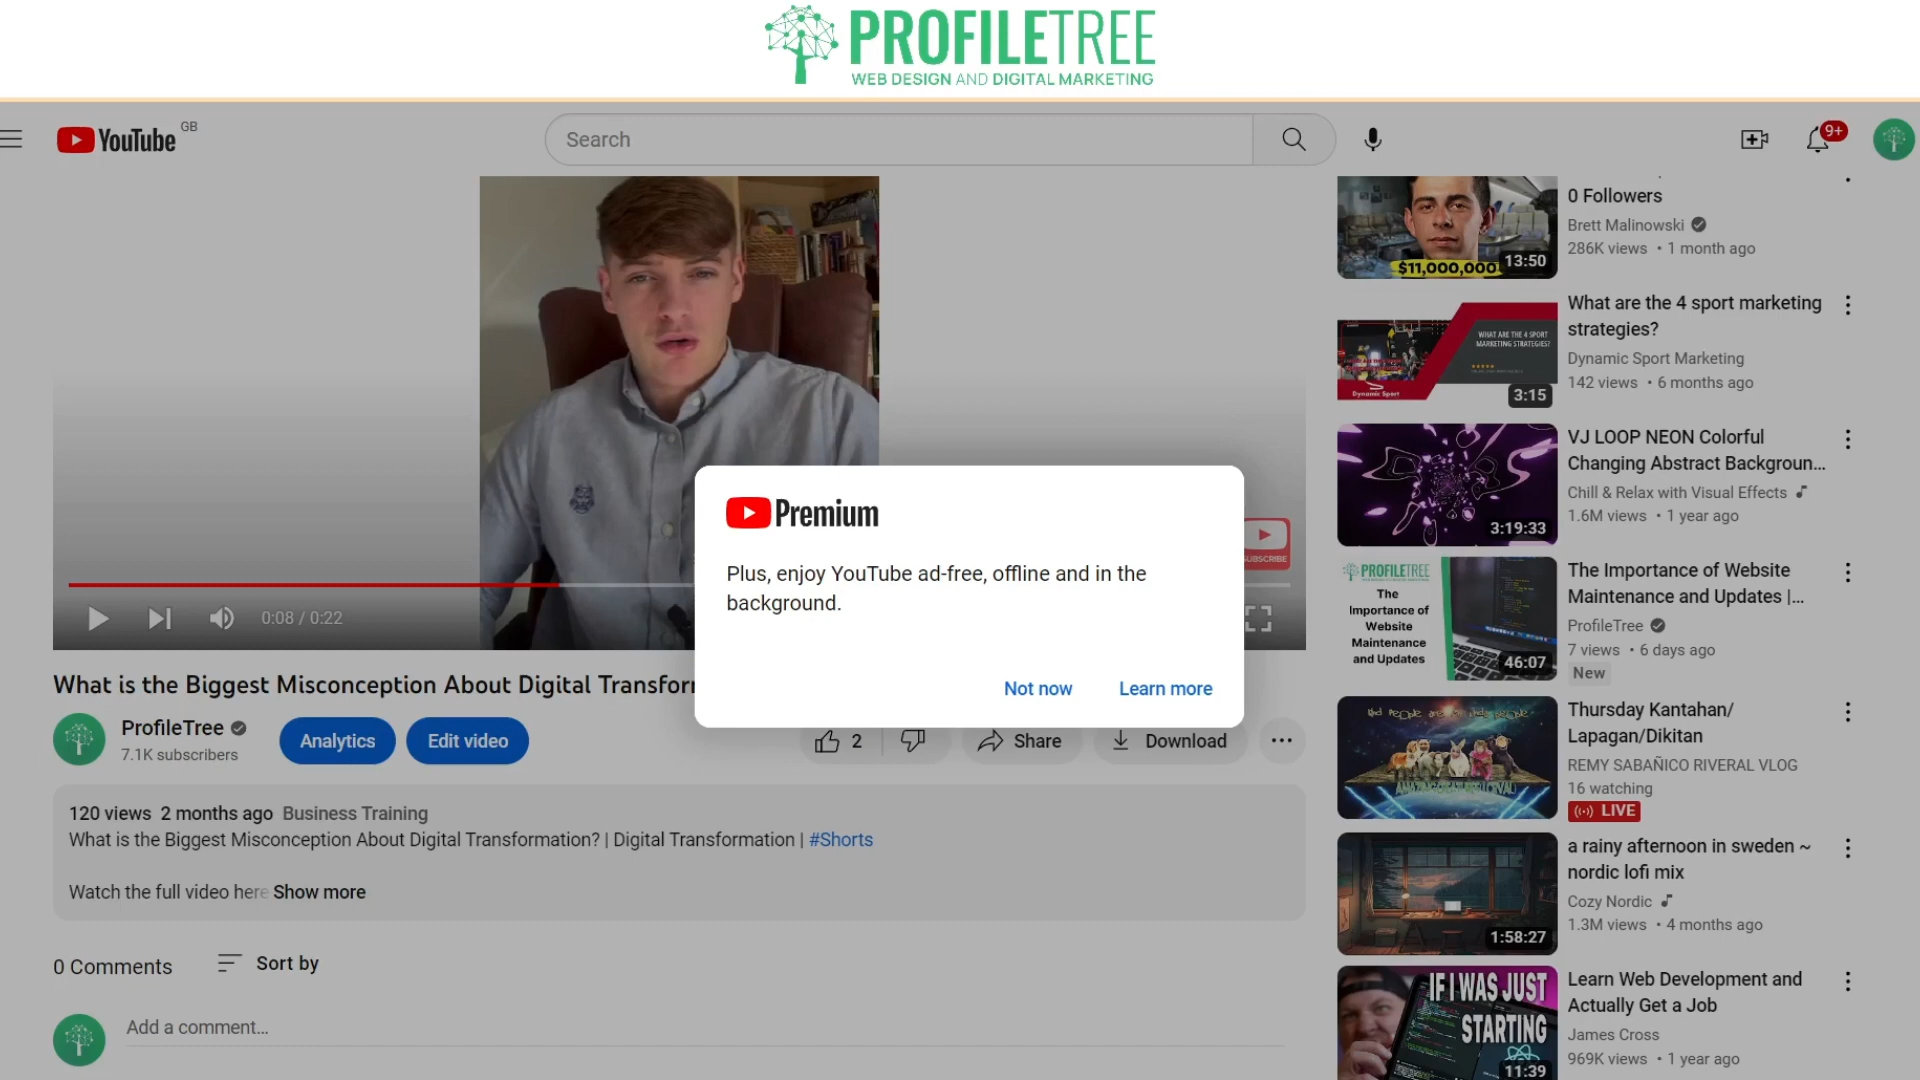 PROFILETREE
WEB DESIGN AND DIGITAL MARKETING
YouTube GB
Search
9+
0 Followers
Brett Malinowski
286K views • 1 month ago
$11,000,000
13:50
What are the 4 sport marketing
strategies?
Dynamic Sport Marketing
142 views • 6 months ago
WHAT ARE THE 4 SPORT
MARKETING STRATEGIES?
Dynamic Sport
3:15
VJ LOOP NEON Colorful
Changing Abstract Backgroun...
Chill & Relax with Visual Effects
1.6M views • 1 year ago
3:19:33
SUBSCRIBE
Premium
Plus, enjoy YouTube ad-free, offline and in the
background.
Not now
Learn more
0:08 / 0:22
PROFILETREE
The
Importance of
Website
Maintenance
and Updates
46:07
The Importance of Website
Maintenance and Updates |...
ProfileTree
7 views • 6 days ago
New
What is the Biggest Misconception About Digital Transfor
ProfileTree
7.1K subscribers
Analytics
Edit video
2
Share
Download
Thursday Kantahan/
Lapagan/Dikitan
REMY SABAÑICO RIVERAL VLOG
16 watching
LIVE
120 views 2 months ago Business Training
What is the Biggest Misconception About Digital Transformation? | Digital Transformation | #Shorts
Watch the full video here Show more
a rainy afternoon in sweden ~
nordic lofi mix
Cozy Nordic
1.3M views • 4 months ago
1:58:27
0 Comments
Sort by
Add a comment...
IF I WAS JUST
STARTING
11:39
Learn Web Development and
Actually Get a Job
James Cross
969K views • 1 year ago